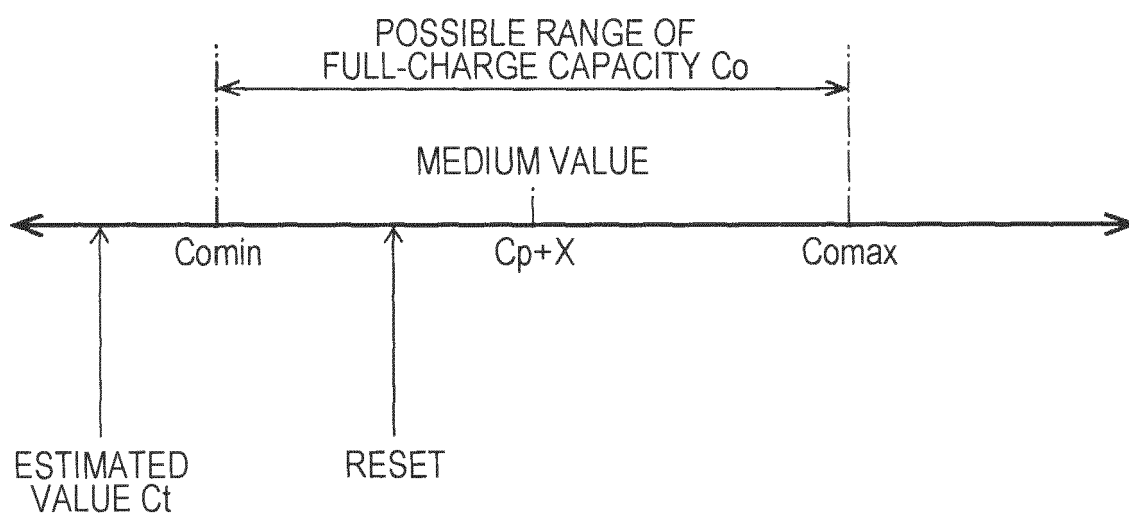 POSSIBLE RANGE OF
FULL-CHARGE CAPACITY Co
MEDIUM VALUE
Comin
Cp+X
Comax
ESTIMATED
VALUE Ct
RESET